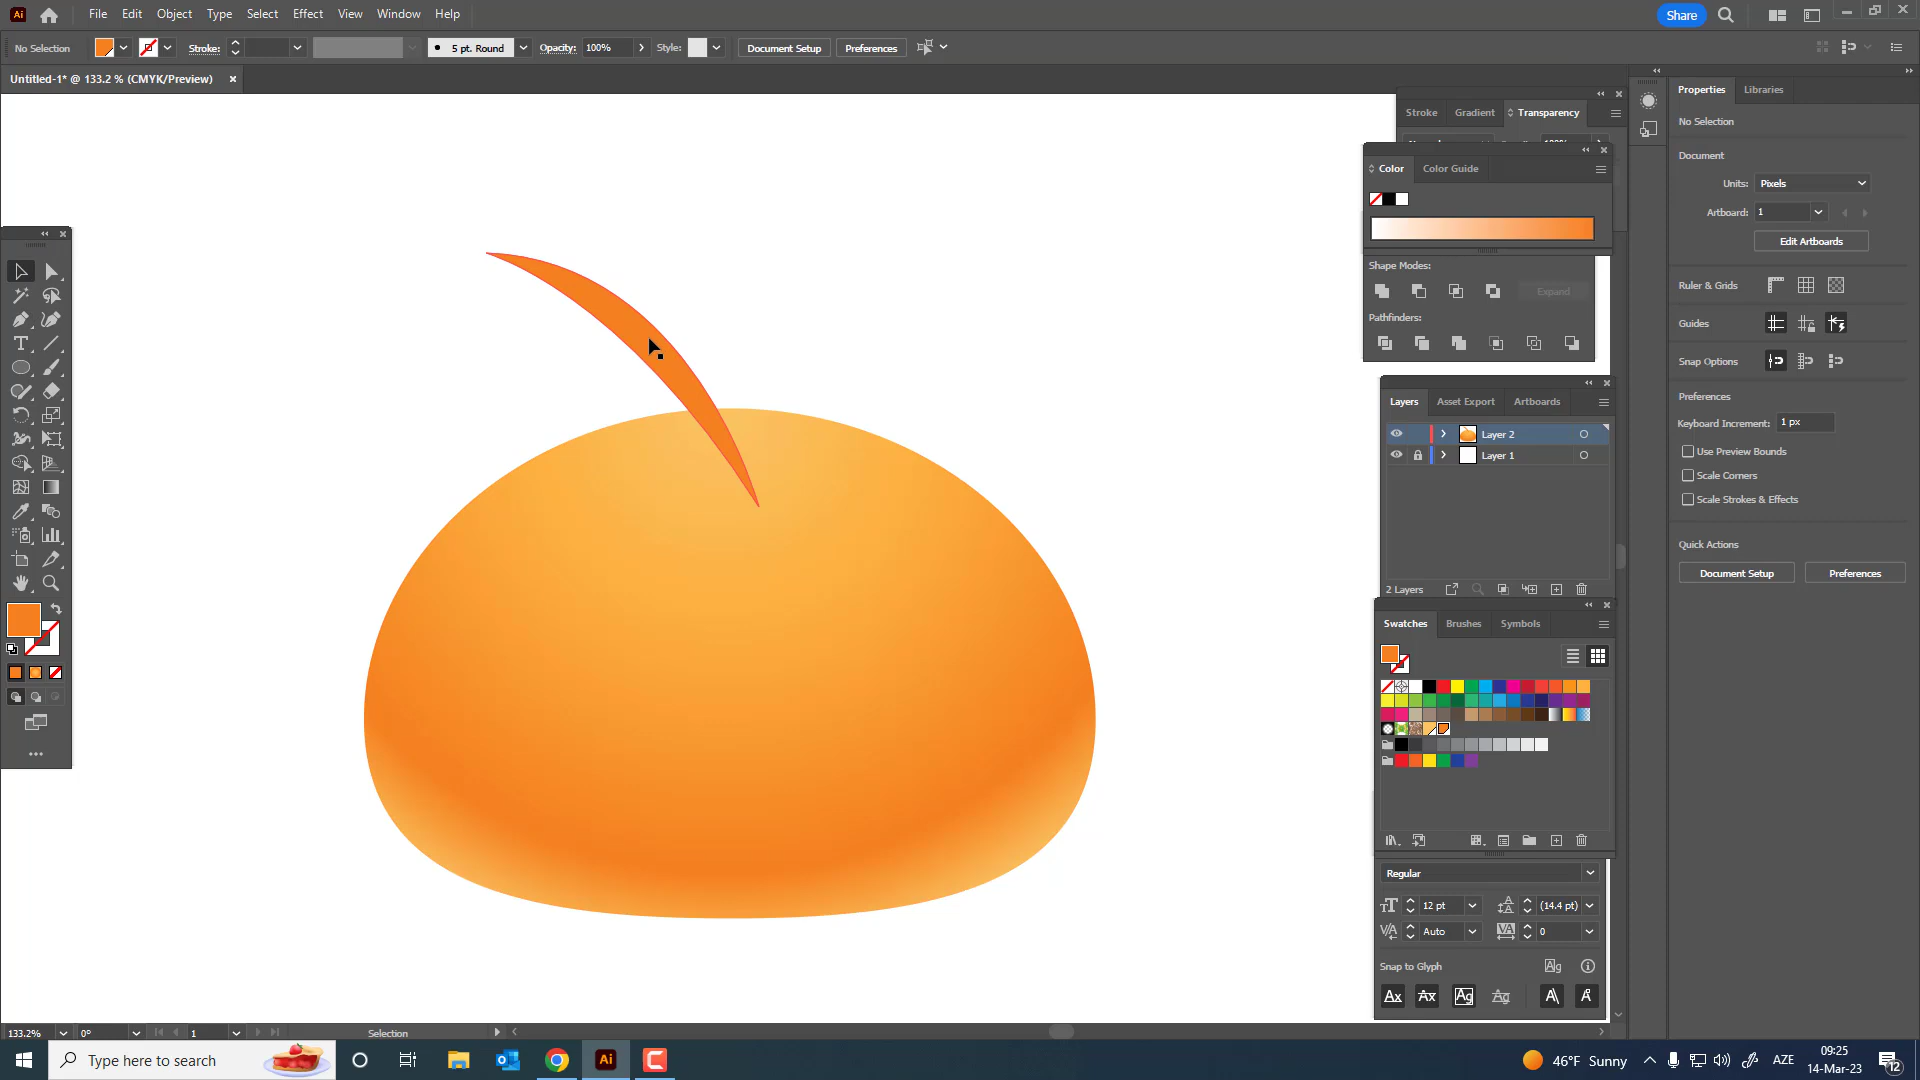 Ai File Edit Object Type Select Effect View Window Help Share
No Selection Stroke: 5 pt. Round Opacity: 100% Style: Document Setup Preferences
Untitled-1* @ 133.2 % (CMYK/Preview)
Stroke Gradient Transparency
Color Color Guide
Shape Modes:
Expand
Pathfinders:
Layers Asset Export Artboards
Layer 2
Layer 1
2 Layers
Swatches Brushes Symbols
Regular
12 pt (14.4 pt)
Auto 0
Snap to Glyph
Properties Libraries
No Selection
Document
Units: Pixels
Artboard: 1
Edit Artboards
Ruler & Grids
Guides
Snap Options
Preferences
Keyboard Increment: 1 px
Use Preview Bounds
Scale Corners
Scale Strokes & Effects
Quick Actions
Document Setup Preferences
133.2% 0° 1 Selection
Type here to search Ai 46°F Sunny AZE
09:25
14-Mar-23 12